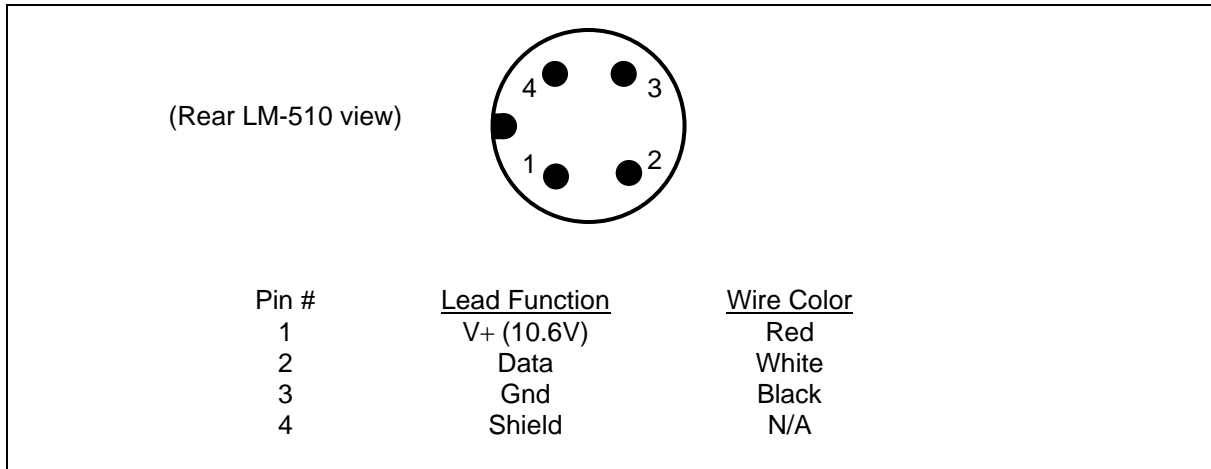 4 3
(Rear LM-510 view)
1 2
Pin # Lead Function Wire Color
1 V+ (10.6V) Red
2 Data White
3 Gnd Black
4 Shield N/A